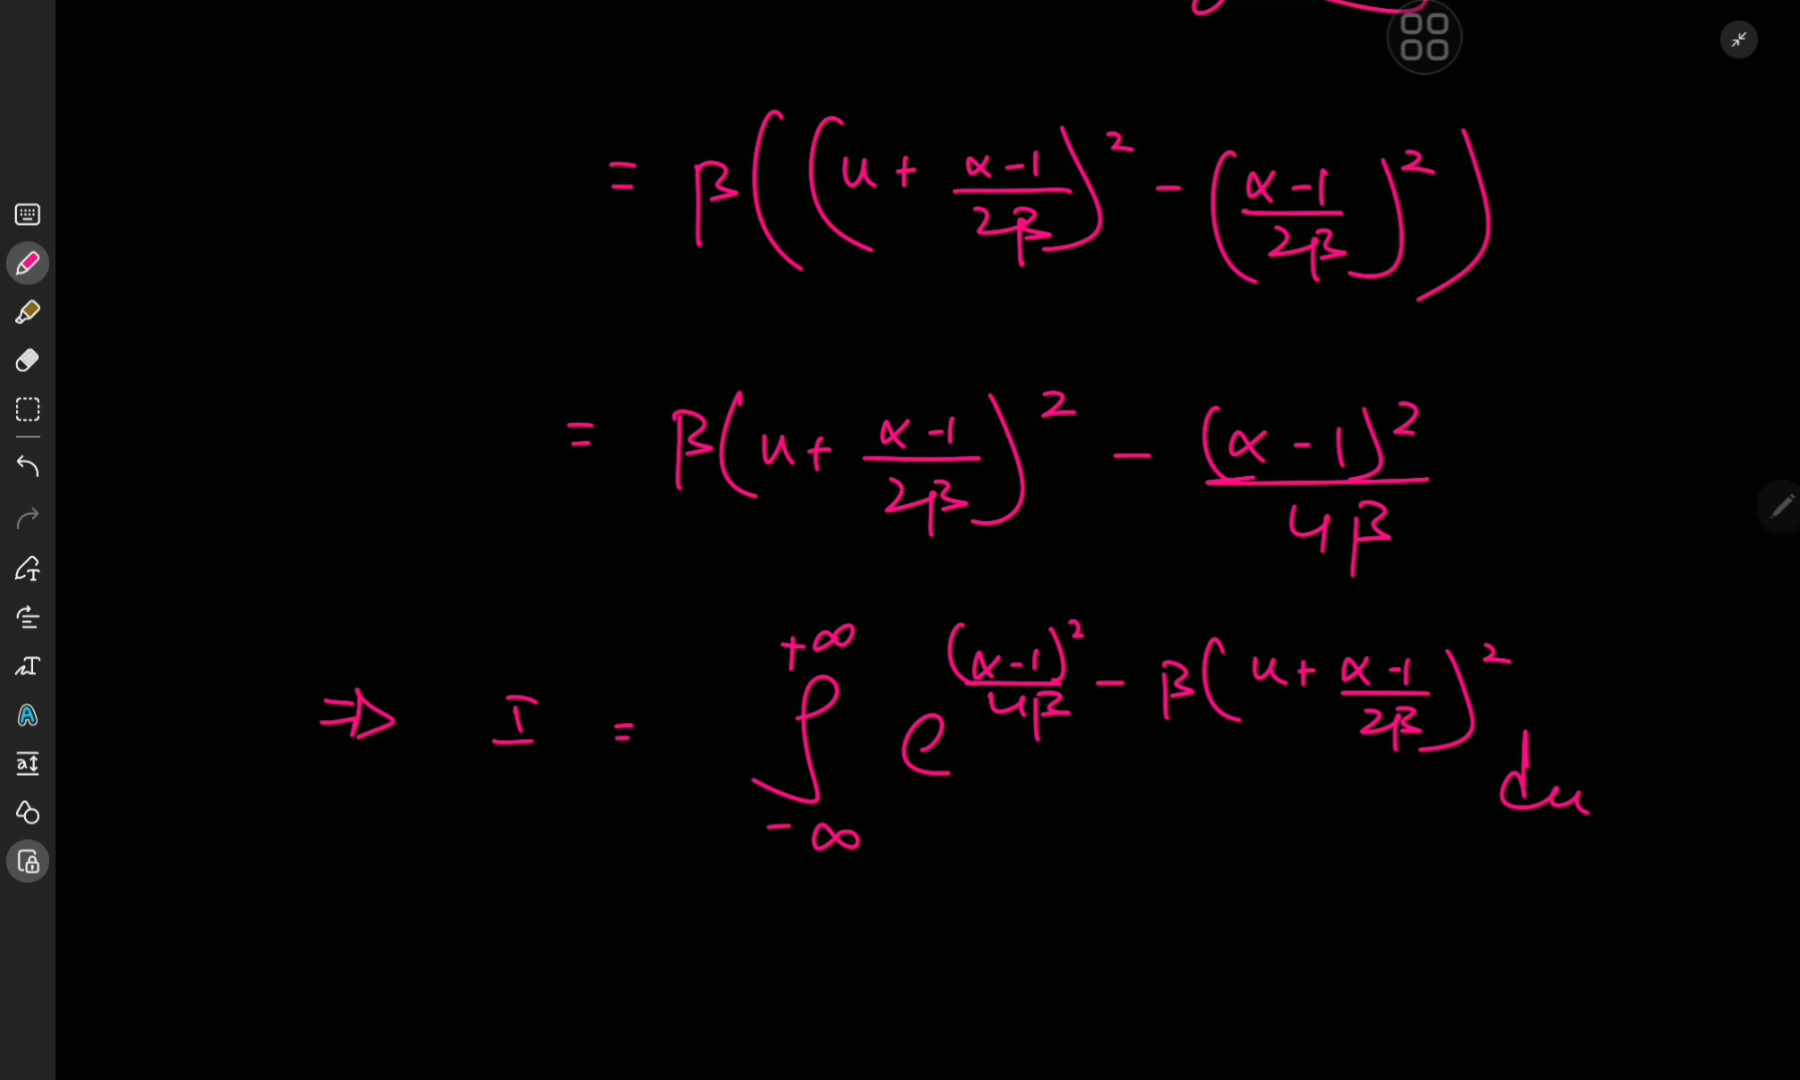 = β((u + (α-1)/(2β))² - ((α-1)/(2β))²)
= β(u + (α-1)/(2β))² - (α-1)²/(4β)
⇒ I = ∫_{-∞}^{+∞} e^{(α-1)²/(4β) - β(u + (α-1)/(2β))²} du